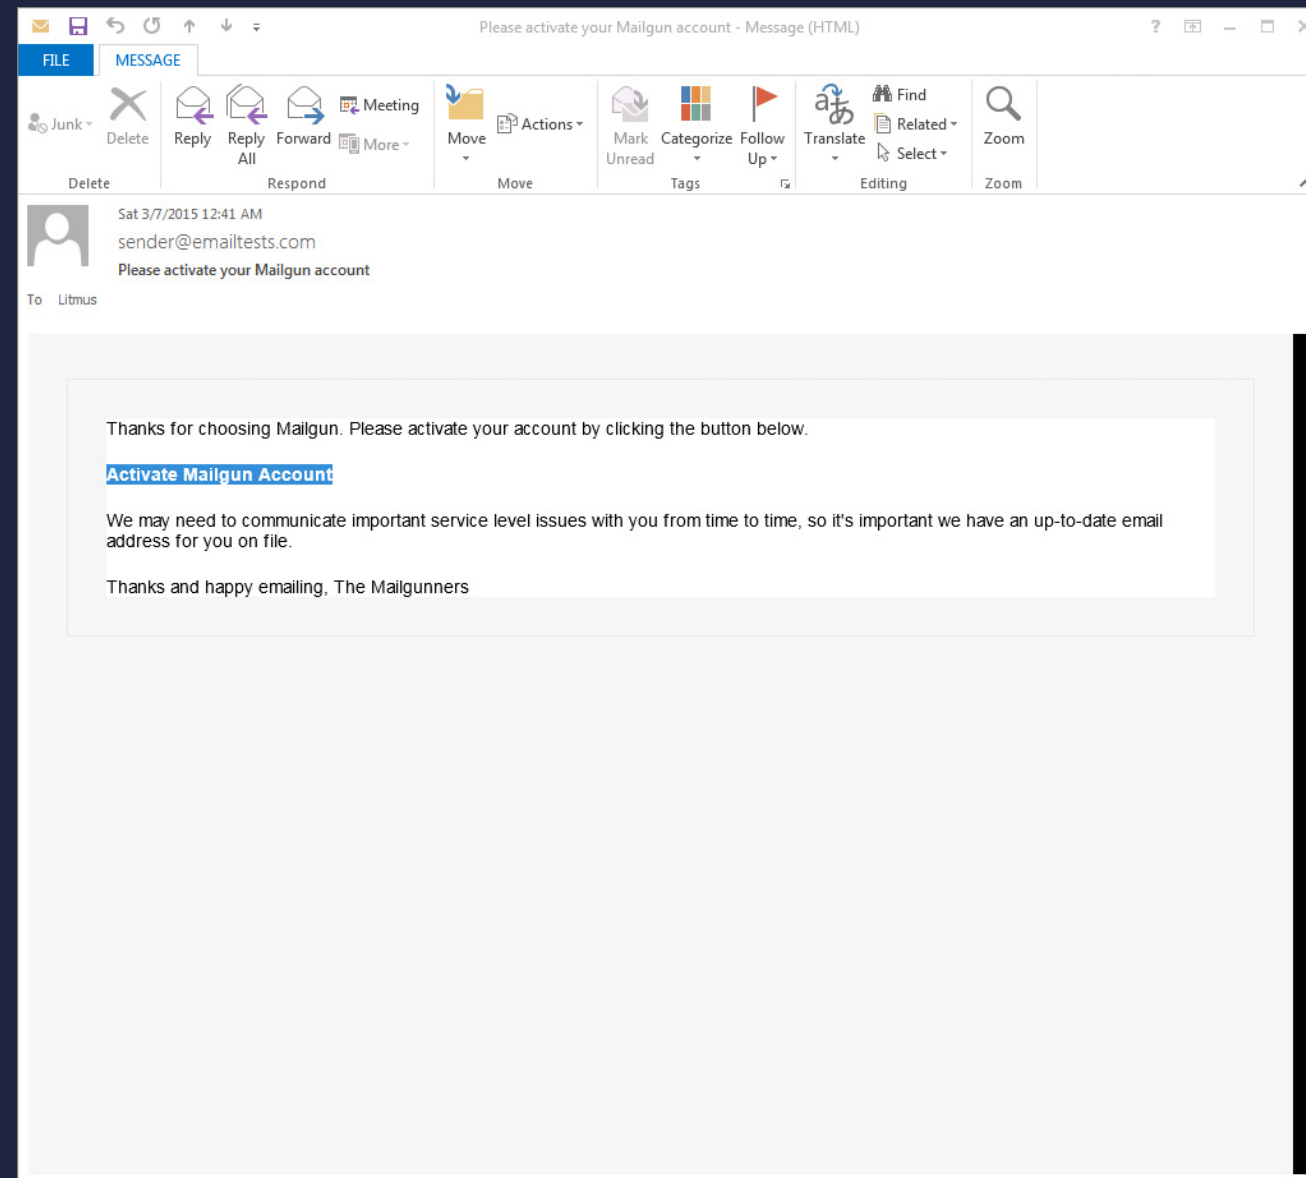 Please activate your Mailgun account - Message (HTML)
?
FILE
MESSAGE
Junk
Delete
Reply
Reply All
Forward
Meeting
More
Move
Actions
Mark Unread
Categorize
Follow Up
Translate
Find
Related
Select
Zoom
Delete
Respond
Move
Tags
Editing
Zoom
Sat 3/7/2015 12:41 AM
sender@emailtests.com
Please activate your Mailgun account
To Litmus
Thanks for choosing Mailgun. Please activate your account by clicking the button below.
Activate Mailgun Account
We may need to communicate important service level issues with you from time to time, so it's important we have an up-to-date email
address for you on file.
Thanks and happy emailing, The Mailgunners